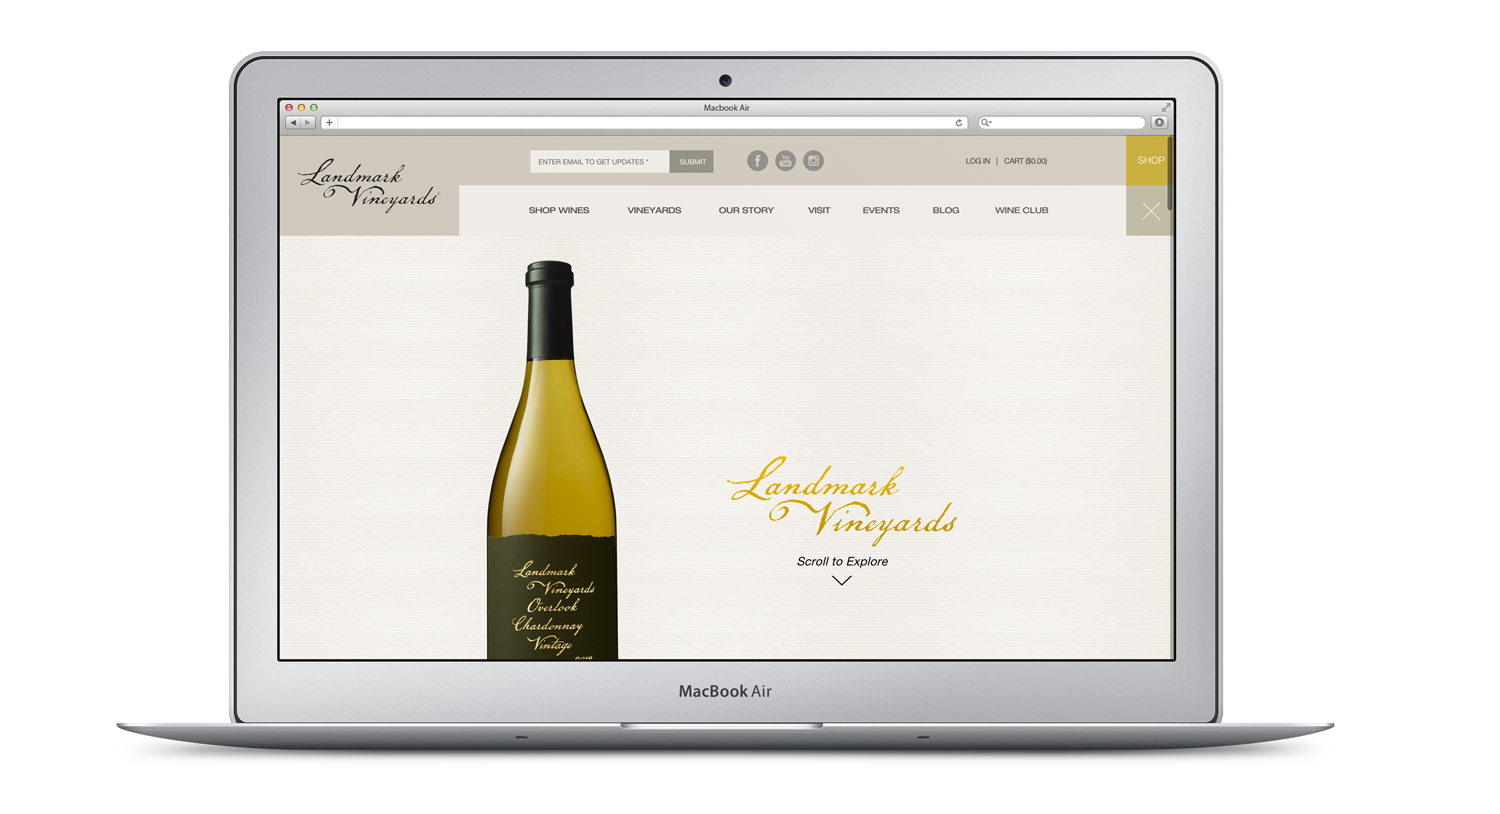 Macbook Air
Landmark
Vineyards
ENTER EMAIL TO GET UPDATES *
SUBMIT
f
You
Tube
LOG IN | CART ($0.00)
SHOP
SHOP WINES
VINEYARDS
OUR STORY
VISIT
EVENTS
BLOG
WINE CLUB
Landmark
Vineyards
Scroll to Explore
Landmark
Vineyards
Overlook
Chardonnay
Vintage
MacBook Air